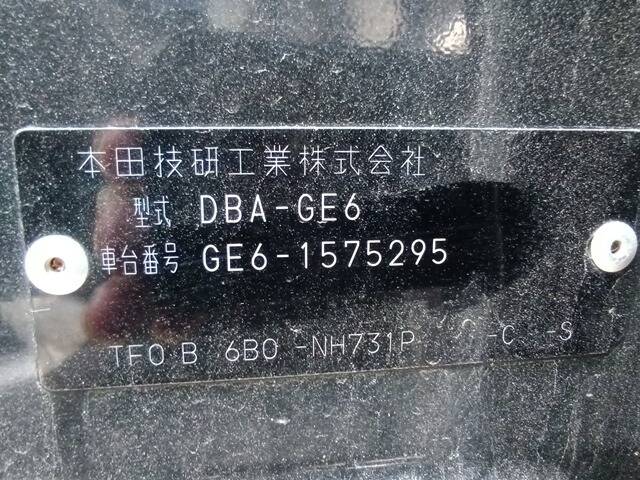 本田技研工業株式会社
型式 DBA-GE6
車台番号 GE6-1575295
TF0 B 6B0 -NH731P -C -S